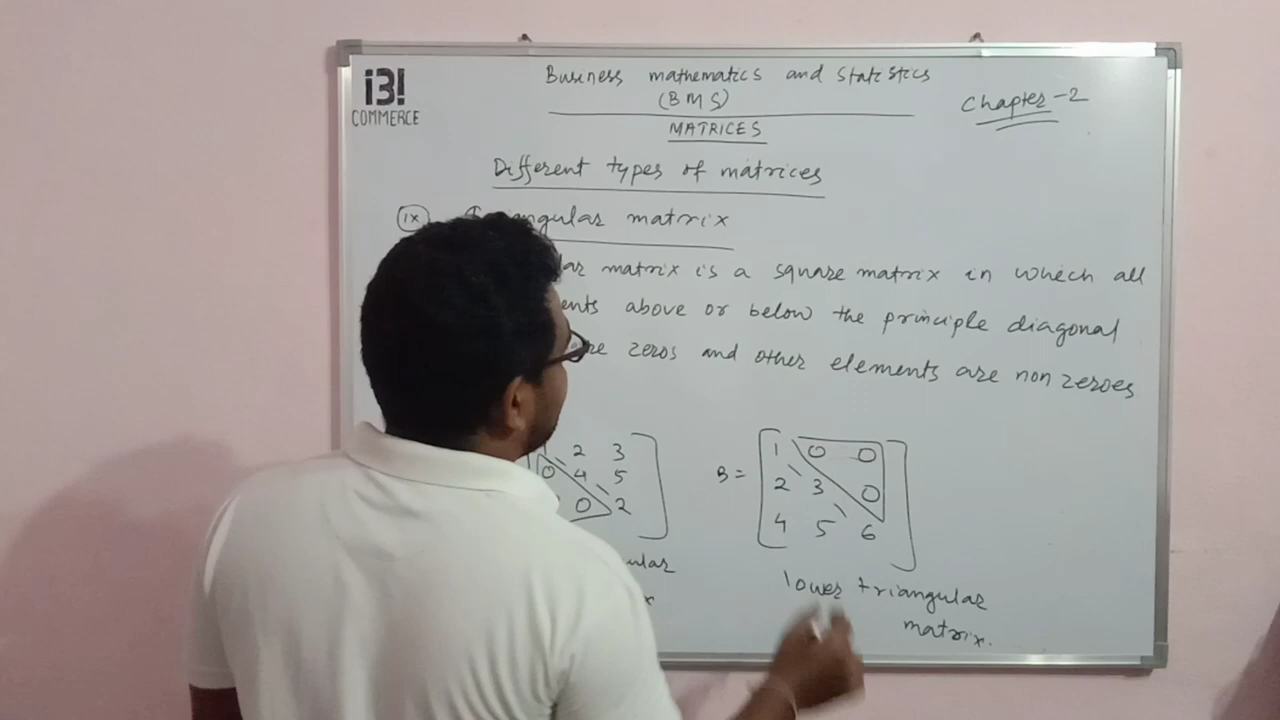 i3!
COMMERCE
Business mathematics and statistics
(BMS)
Chapter-2
MATRICES
Different types of matrices
ix
matrix
matrix is a square matrix in which all
above or below the principle diagonal
zeros and other elements are non zeroes
2 3
0 4 5
0 2
B = 1 0 0
2 3 0
4 5 6
lower triangular
matrix.